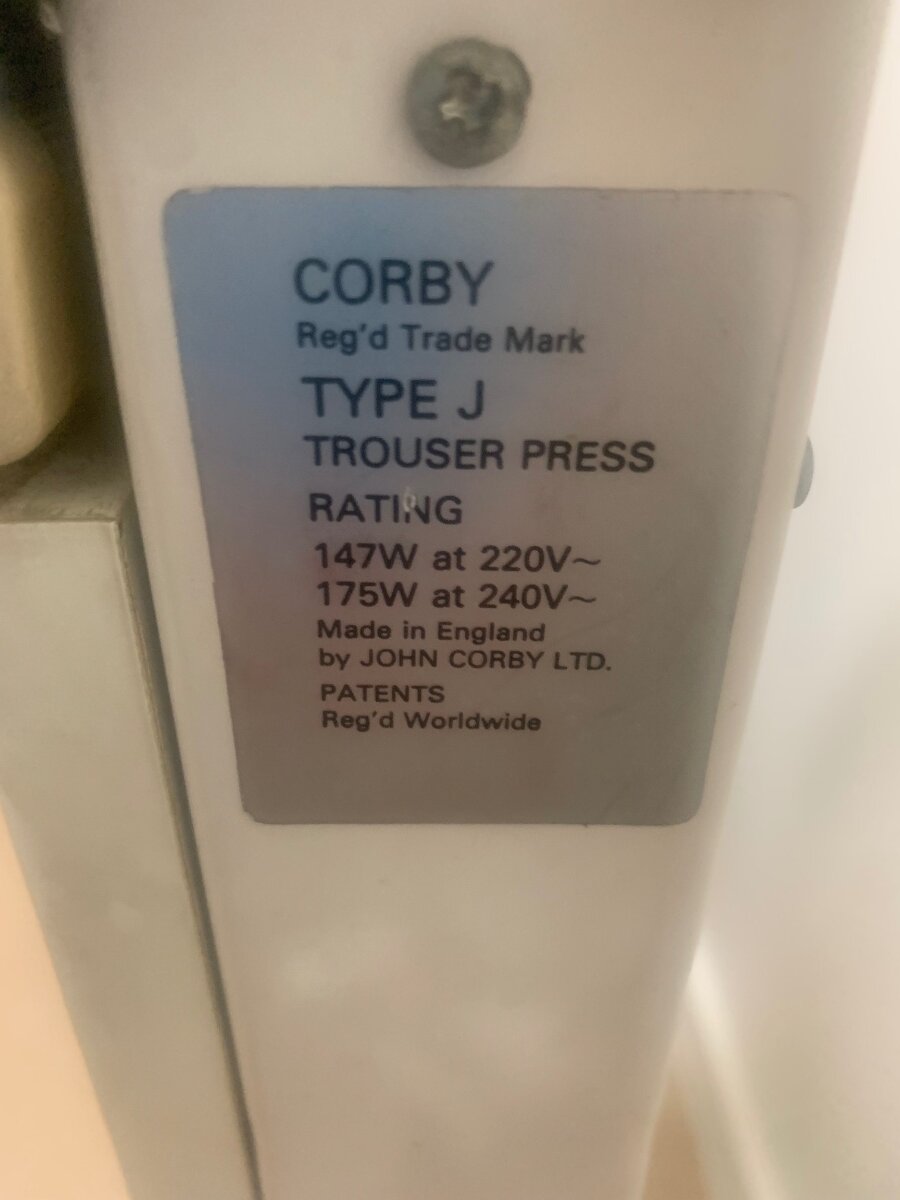 CORBY
Reg'd Trade Mark
TYPE J
TROUSER PRESS
RATING
147W at 220V~
175W at 240V~
Made in England
by JOHN CORBY LTD.
PATENTS
Reg'd Worldwide